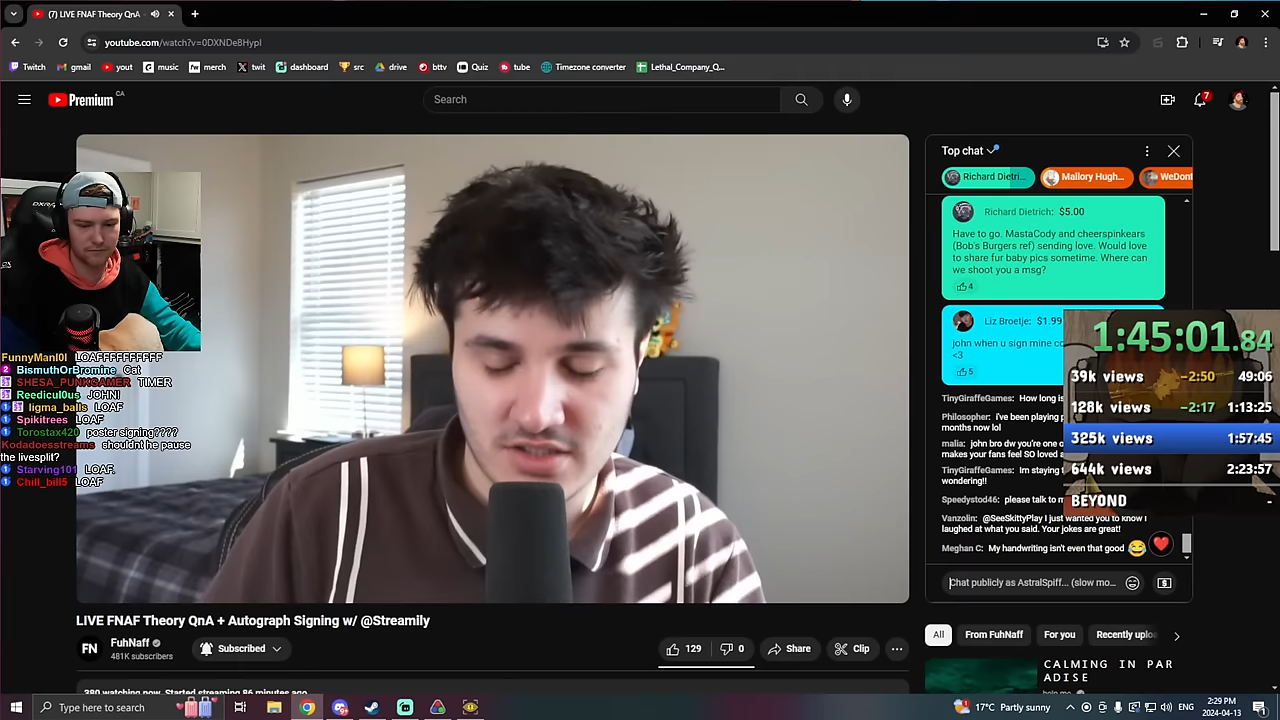 (7) LIVE FNAF Theory QnA
youtube.com/watch?v=0DXNDe8HypI
Twitch gmail yout music merch twit dashboard src drive bttv Quiz tube Timezone converter Lethal_Company_Q...
Premium CA
Search
7
Top chat
Richard Dietri... Mallory Hugh... WeDont
Richard Dietrich: $5.00
Have to go. MastaCody and cheerspinkears
(Bob's Burgers ref) sending love. Would love
to share fur baby pics sometime. Where can
we shoot you a msg?
4
Liz Broetje: $1.99
john when u sign mine co
<3
5
TinyGiraffeGames: How long is
Philosopher: i've been playing
months now lol
malia: john bro dw you're one o
makes your fans feel SO loved a
TinyGiraffeGames: Im staying
wondering!!
Speedystod46: please talk to m
Vanzolin: @SeeSkittyPlay I just wanted you to know I
laughed at what you said. Your jokes are great!
Meghan C: My handwriting isn't even that good 😂
Chat publicly as AstralSpiff... (slow mo...
1:45:01.84
39k views 2:50 49:06
views −2:17 1:13:25
325k views 1:57:45
644k views 2:23:57
BEYOND -
DXR
FunnyManl0l LOAFFFFFFFFFF
BismuthOrBromine Cat
SHESA_PUNKGAMER TIMER
Reedicul0us OHNI
ligma_balls LOAF
Spikitrees LOAF
Torostax420 poster signing????
Kodadoesstreams shouldnt he pause
the livesplit?
Starving101 LOAF.
Chill_bill5 LOAF
LIVE FNAF Theory QnA + Autograph Signing w/ @Streamily
FN FuhNaff
481K subscribers
Subscribed
129 0 Share Clip
380 watching now Started streaming 86 minutes ago
All From FuhNaff For you Recently uplo
CALMING IN PAR
ADISE
Type here to search
17°C Partly sunny ENG
2:29 PM
2024-04-13